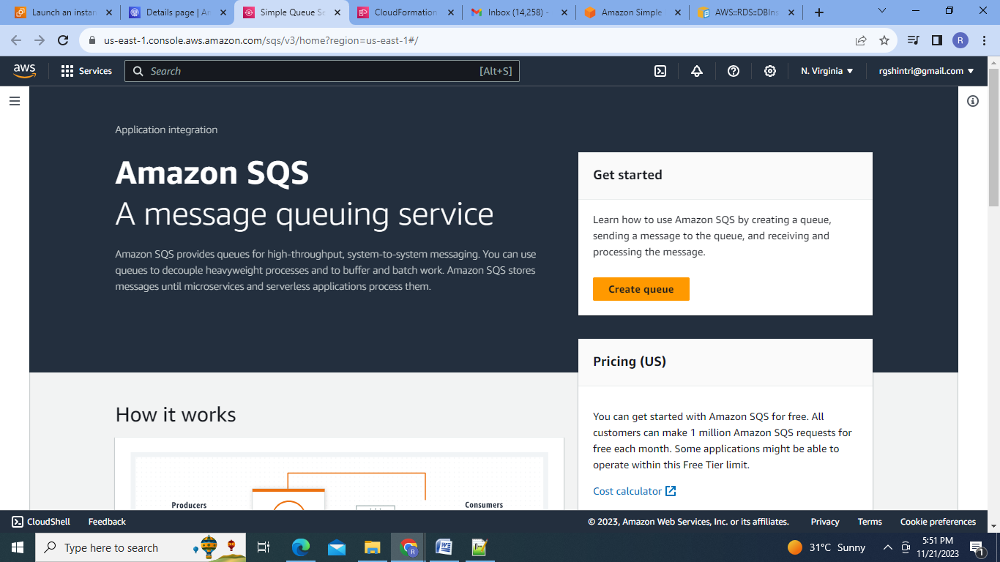 Launch an instan
Details page | Am
Simple Queue Se
CloudFormation
Inbox (14,258) -
Amazon Simple
AWS::RDS::DBIns
us-east-1.console.aws.amazon.com/sqs/v3/home?region=us-east-1#/
R
aws
Services
Search
[Alt+S]
N. Virginia
rgshintri@gmail.com
Application integration
Amazon SQS
A message queuing service
Amazon SQS provides queues for high-throughput, system-to-system messaging. You can use
queues to decouple heavyweight processes and to buffer and batch work. Amazon SQS stores
messages until microservices and serverless applications process them.
Get started
Learn how to use Amazon SQS by creating a queue,
sending a message to the queue, and receiving and
processing the message.
Create queue
Pricing (US)
You can get started with Amazon SQS for free. All
customers can make 1 million Amazon SQS requests for
free each month. Some applications might be able to
operate within this Free Tier limit.
Cost calculator
How it works
Producers
Consumers
CloudShell
Feedback
© 2023, Amazon Web Services, Inc. or its affiliates.
Privacy
Terms
Cookie preferences
Type here to search
31°C Sunny
5:51 PM
11/21/2023
1